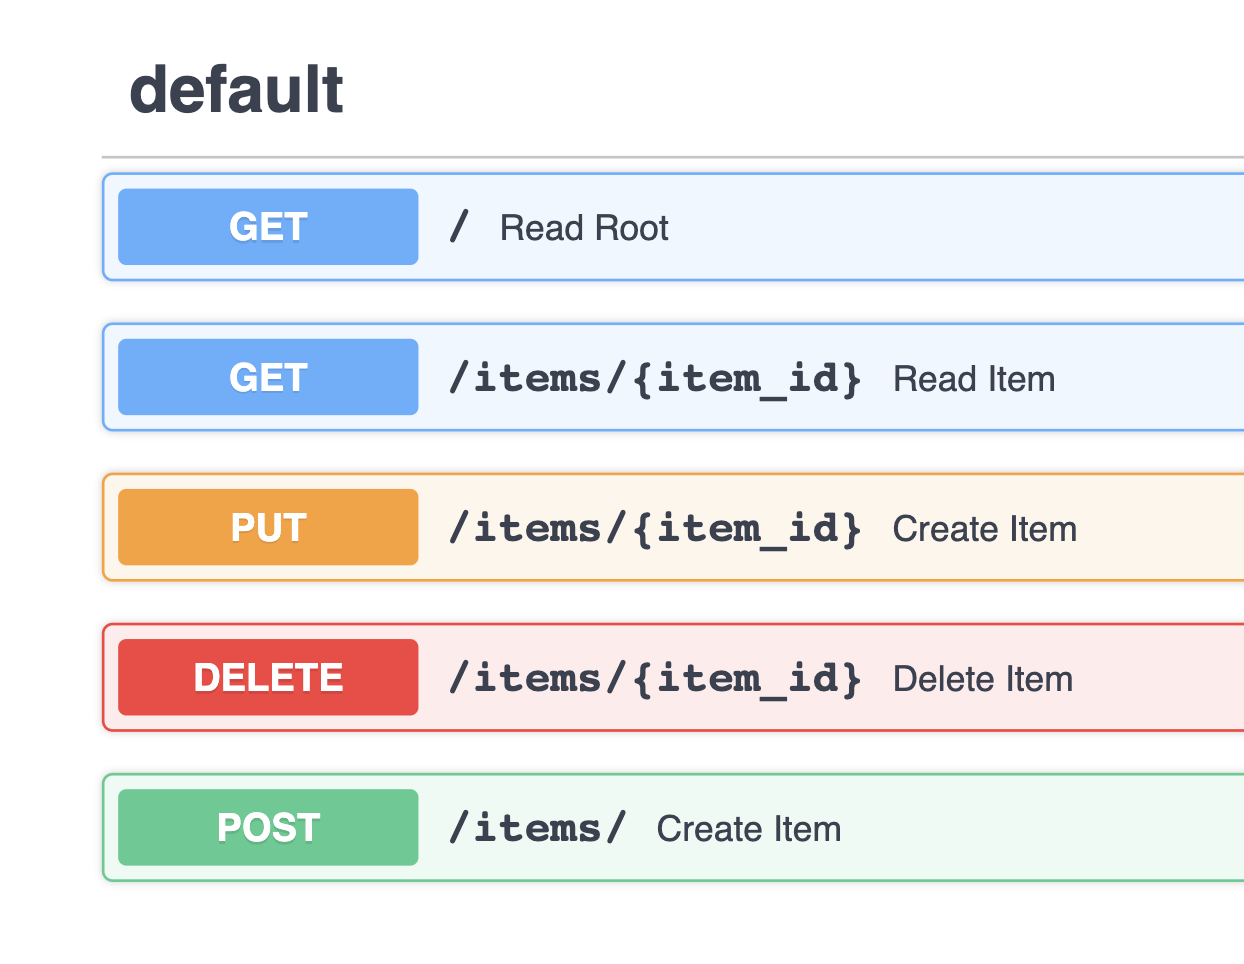 default
GET / Read Root
GET /items/{item_id} Read Item
PUT /items/{item_id} Create Item
DELETE /items/{item_id} Delete Item
POST /items/ Create Item